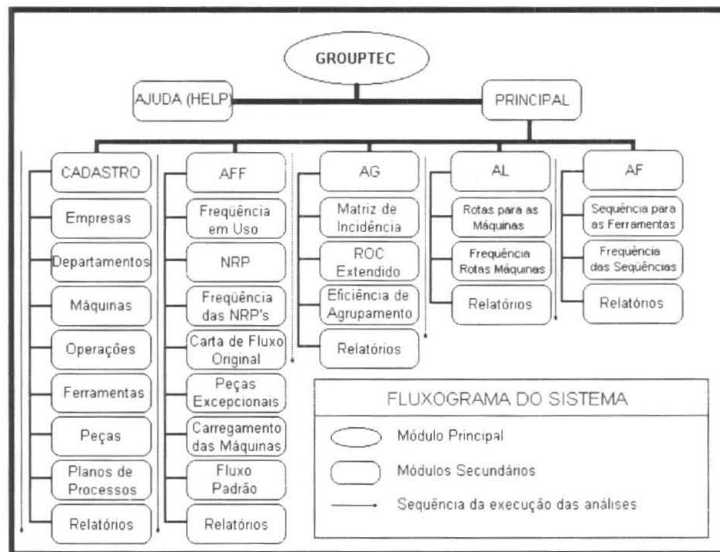 GROUPTEC
AJUDA (HELP)
PRINCIPAL
CADASTRO
Empresas
Departamentos
Máquinas
Operações
Ferramentas
Peças
Planos de
Processos
Relatórios
AFF
Freqüência
em Uso
NRP
Freqüência
das NRP's
Carta de Fluxo
Original
Peças
Excepcionais
Carregamento
das Máquinas
Fluxo
Padrão
Relatórios
AG
Matriz de
Incidência
ROC
Extendido
Eficiência de
Agrupamento
Relatórios
AL
Rotas para as
Máquinas
Frequência
Rotas Máquinas
Relatórios
AF
Sequência para
as Ferramentas
Frequência
das Seqüências
Relatórios
FLUXOGRAMA DO SISTEMA
Módulo Principal
Módulos Secundários
Sequência da execução das análises